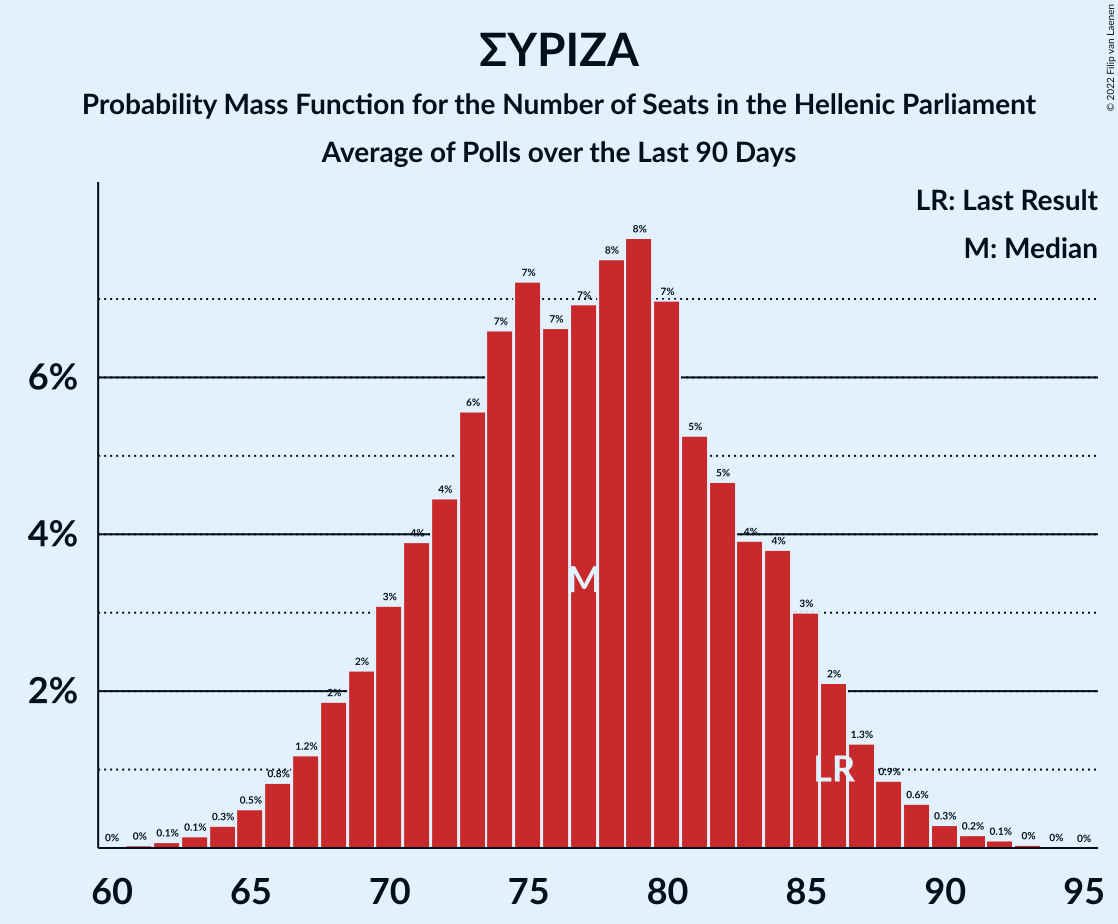 ΣΥΡΙΖΑ
Probability Mass Function for the Number of Seats in the Hellenic Parliament
Average of Polls over the Last 90 Days
© 2022 Filip van Laenen
LR: Last Result
M: Median
6%
4%
2%
0% 0% 0.1% 0.1% 0.3% 0.5% 0.8% 1.2% 2% 2% 3% 4% 4% 6% 7% 7% 7% 7% 8% 8% 7% 5% 5% 4% 4% 3% 2% 1.3% 0.9% 0.6% 0.3% 0.2% 0.1% 0% 0% 0%
M
LR
60 65 70 75 80 85 90 95